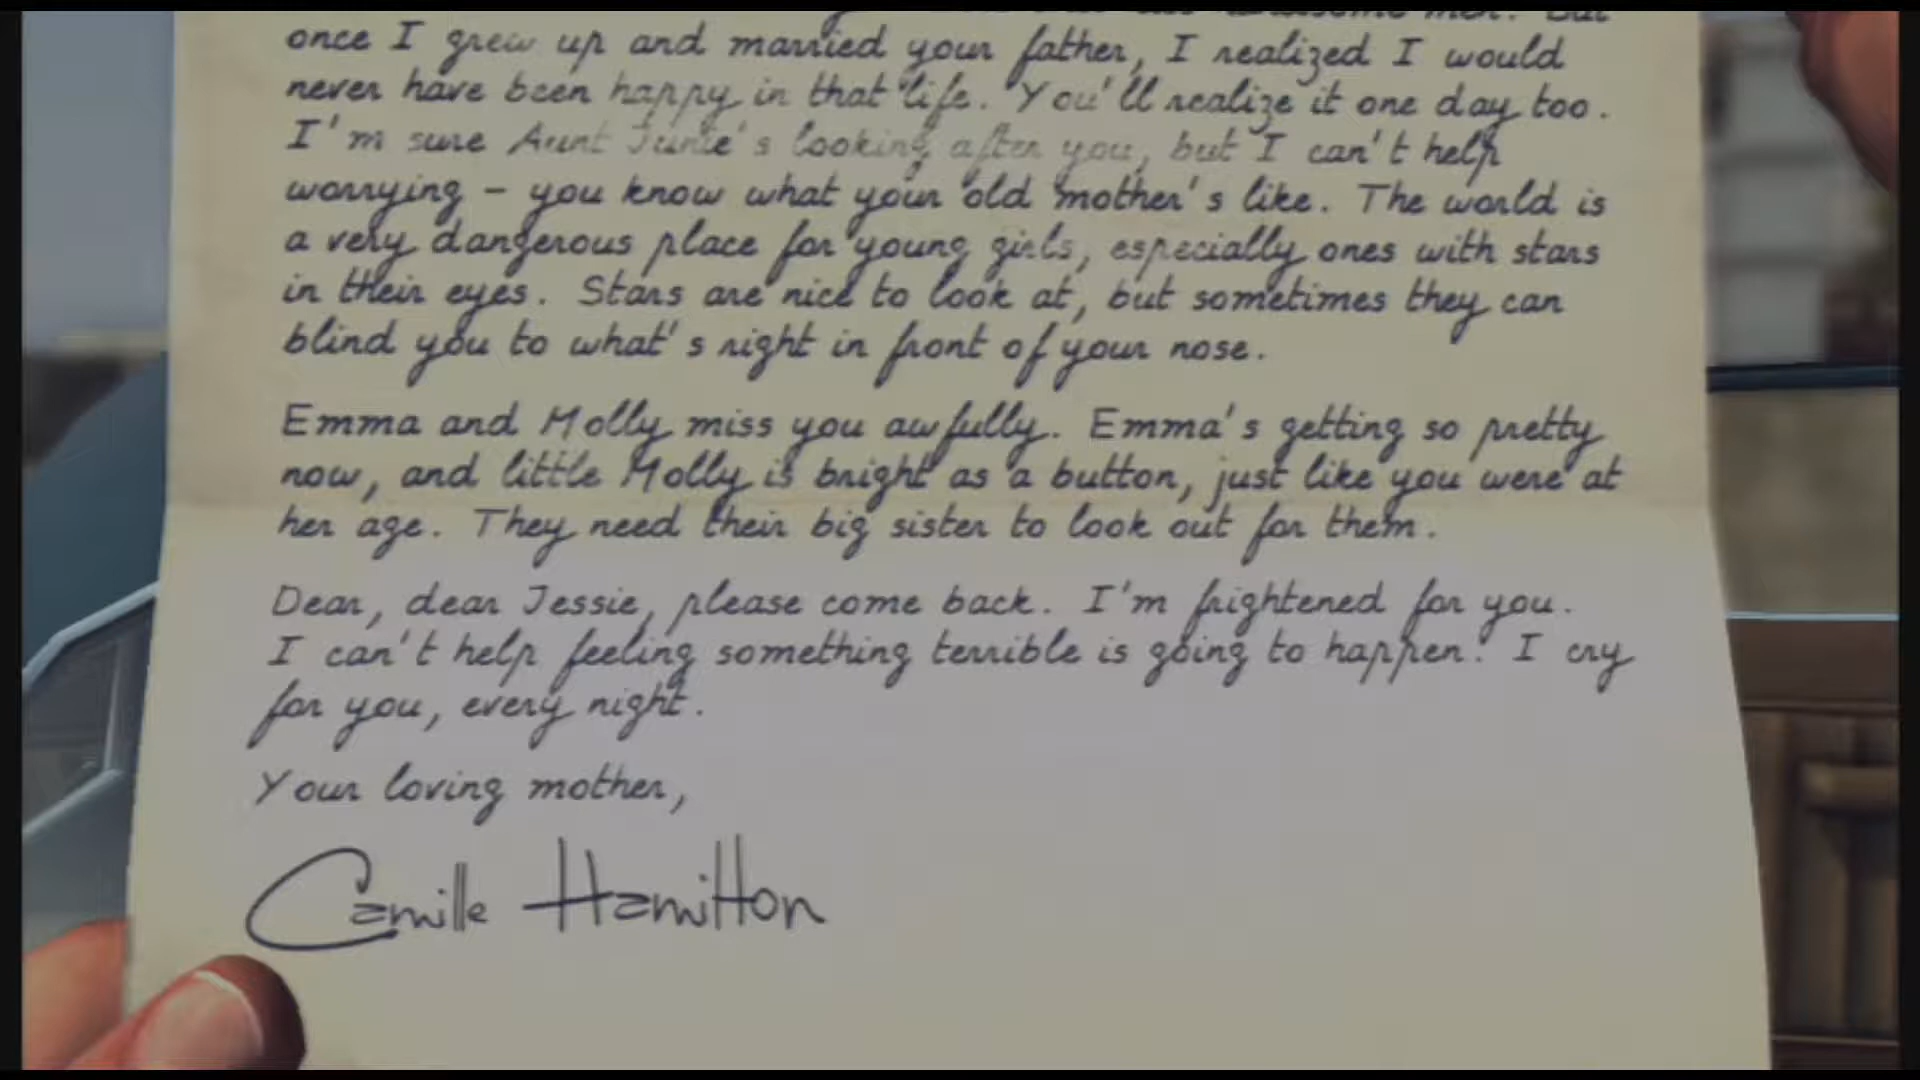 handsome men. But
once I grew up and married your father, I realized I would
never have been happy in that life. You'll realize it one day too.
I'm sure Aunt Junie's looking after you, but I can't help
worrying – you know what your old mother's like. The world is
a very dangerous place for young girls, especially ones with stars
in their eyes. Stars are nice to look at, but sometimes they can
blind you to what's right in front of your nose.
Emma and Molly miss you awfully. Emma's getting so pretty
now, and little Molly is bright as a button, just like you were at
her age. They need their big sister to look out for them.
Dear, dear Jessie, please come back. I'm frightened for you.
I can't help feeling something terrible is going to happen. I cry
for you, every night.
Your loving mother,
Camille Hamilton